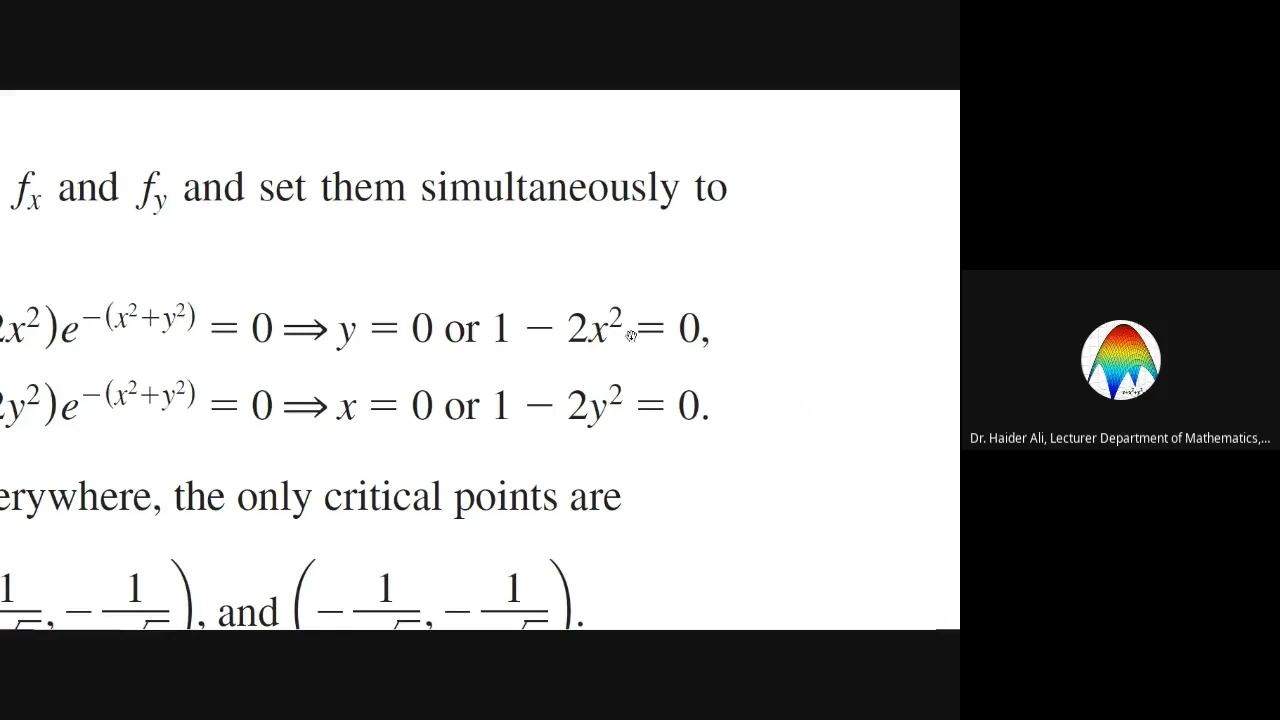 fx and fy and set them simultaneously to
x²)e^−(x²+y²) = 0 ⟹ y = 0 or 1 − 2x² = 0,
y²)e^−(x²+y²) = 0 ⟹ x = 0 or 1 − 2y² = 0.
erywhere, the only critical points are
1, − 1), and (− 1, − 1).
Dr. Haider Ali, Lecturer Department of Mathematics,...